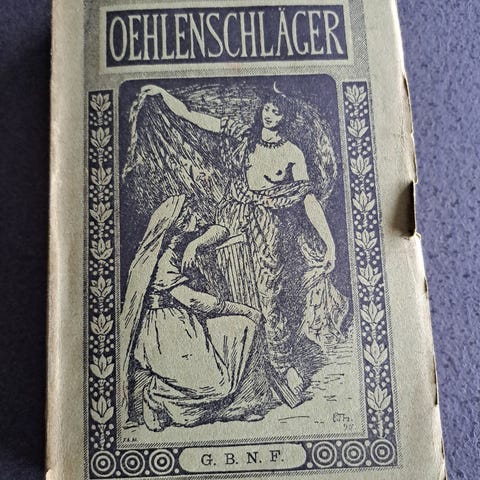 OEHLENSCHLÄGER
G. B. N. F.